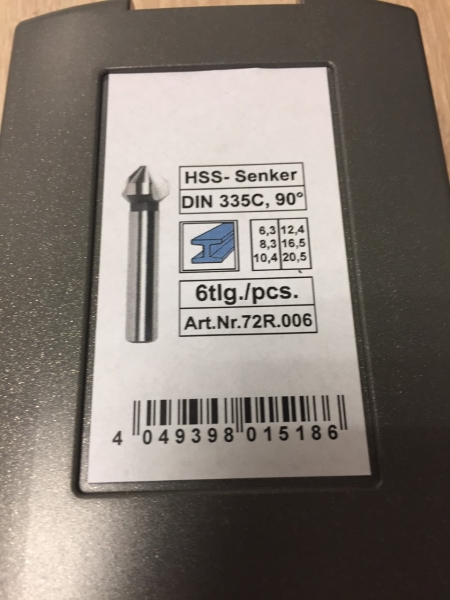 HSS- Senker
DIN 335C, 90°
6,3 12,4
8,3 16,5
10,4 20,5
6tlg./pcs.
Art.Nr.72R.006
4 049398 015186